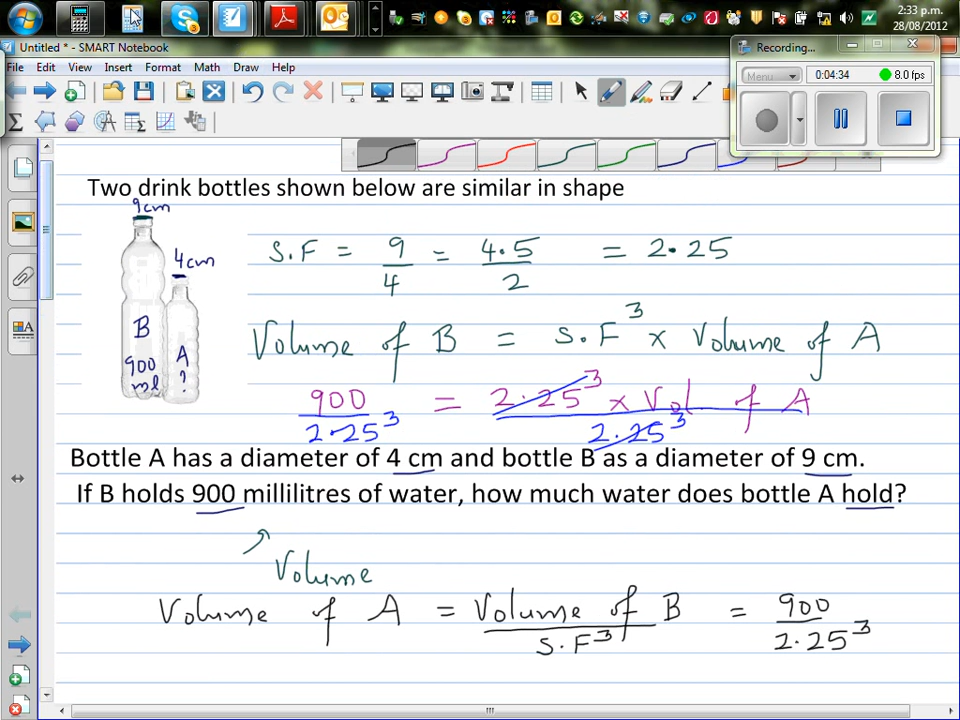 2:33 p.m.
28/08/2012
Untitled * - SMART Notebook
File Edit View Insert Format Math Draw Help
Recording...
Menu 0:04:34 8.0 fps
Two drink bottles shown below are similar in shape
9cm
4cm
S.F = 9/4 = 4.5/2 = 2.25
B
900 ml
A
?
Volume of B = S.F³ × Volume of A
900/2.25³ = 2.25³ × Vol of A/2.25³
Bottle A has a diameter of 4 cm and bottle B as a diameter of 9 cm.
If B holds 900 millilitres of water, how much water does bottle A hold?
Volume
Volume of A = Volume of B/S.F³ = 900/2.25³